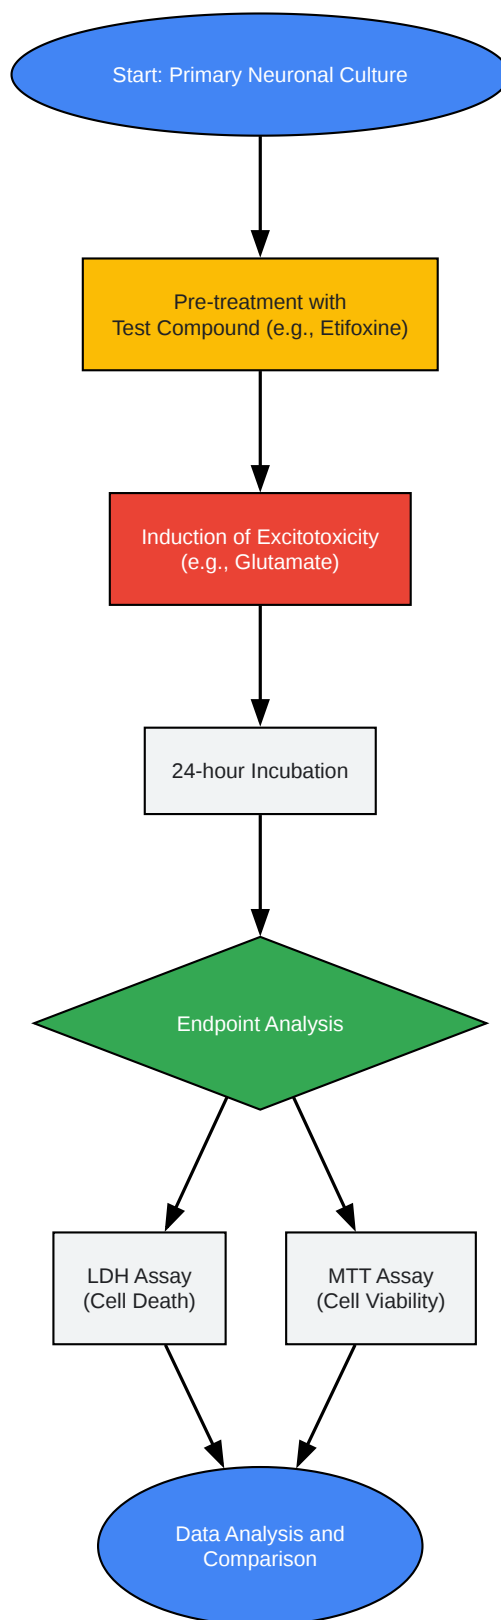 Start: Primary Neuronal Culture
Pre-treatment with
Test Compound (e.g., Etifoxine)
Induction of Excitotoxicity
(e.g., Glutamate)
24-hour Incubation
Endpoint Analysis
LDH Assay
(Cell Death)
MTT Assay
(Cell Viability)
Data Analysis and
Comparison